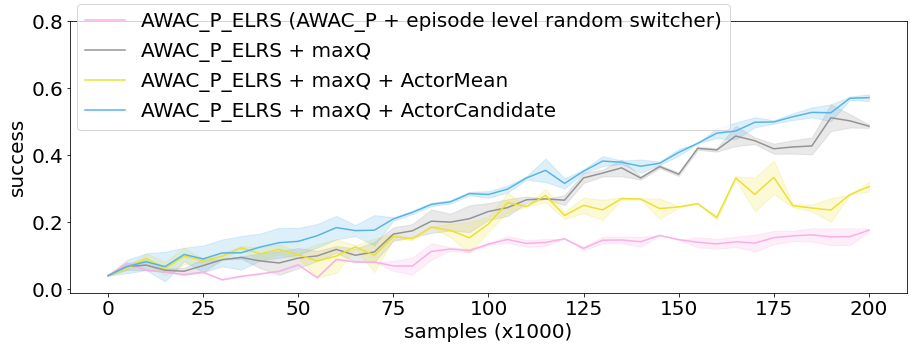 AWAC_P_ELRS (AWAC_P + episode level random switcher)
AWAC_P_ELRS + maxQ
AWAC_P_ELRS + maxQ + ActorMean
AWAC_P_ELRS + maxQ + ActorCandidate
success
0.8
0.6
0.4
0.2
0.0
0 25 50 75 100 125 150 175 200
samples (x1000)